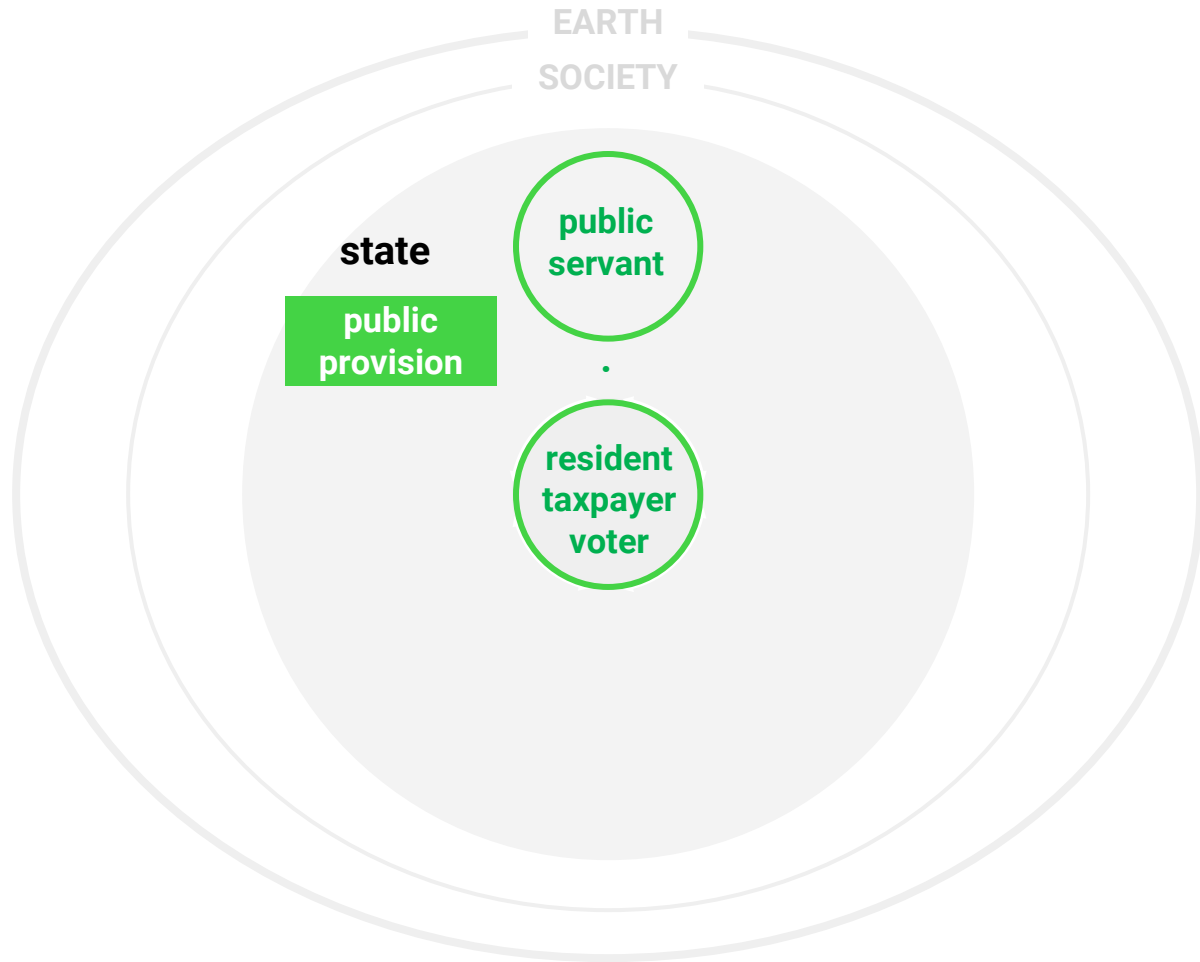 EARTH
SOCIETY
state
public
provision
public
servant
resident
taxpayer
voter